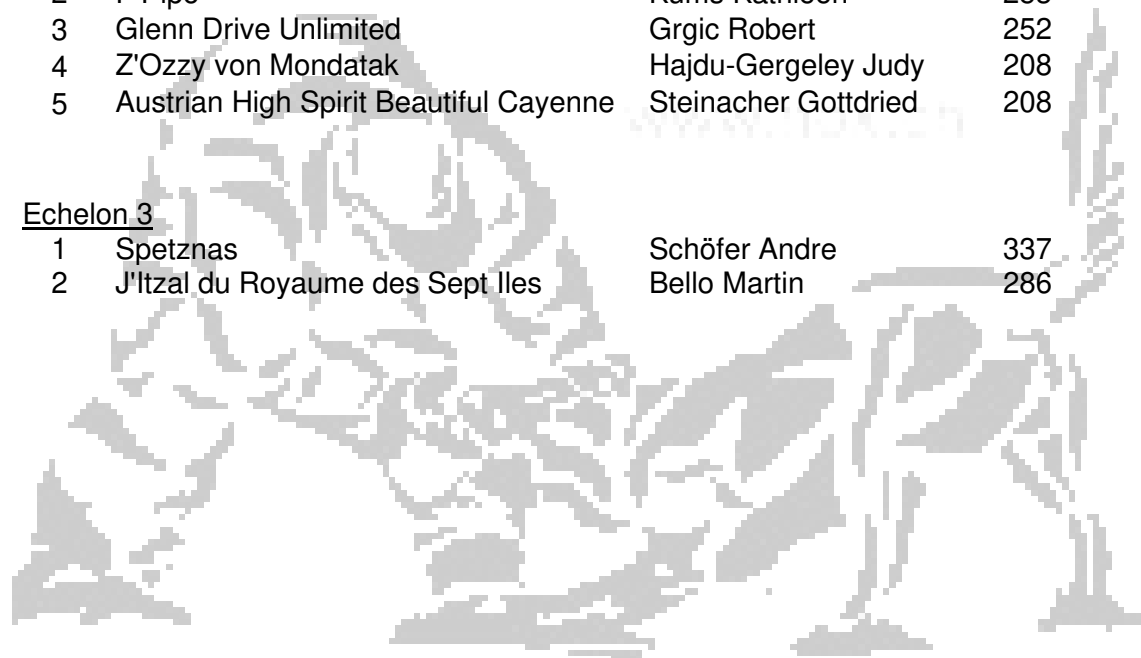 3 Glenn Drive Unlimited Grgic Robert 252
4 Z'Ozzy von Mondatak Hajdu-Gergeley Judy 208
5 Austrian High Spirit Beautiful Cayenne Steinacher Gottdried 208
Echelon 3
1 Spetznas Schöfer Andre 337
2 J'Itzal du Royaume des Sept Iles Bello Martin 286